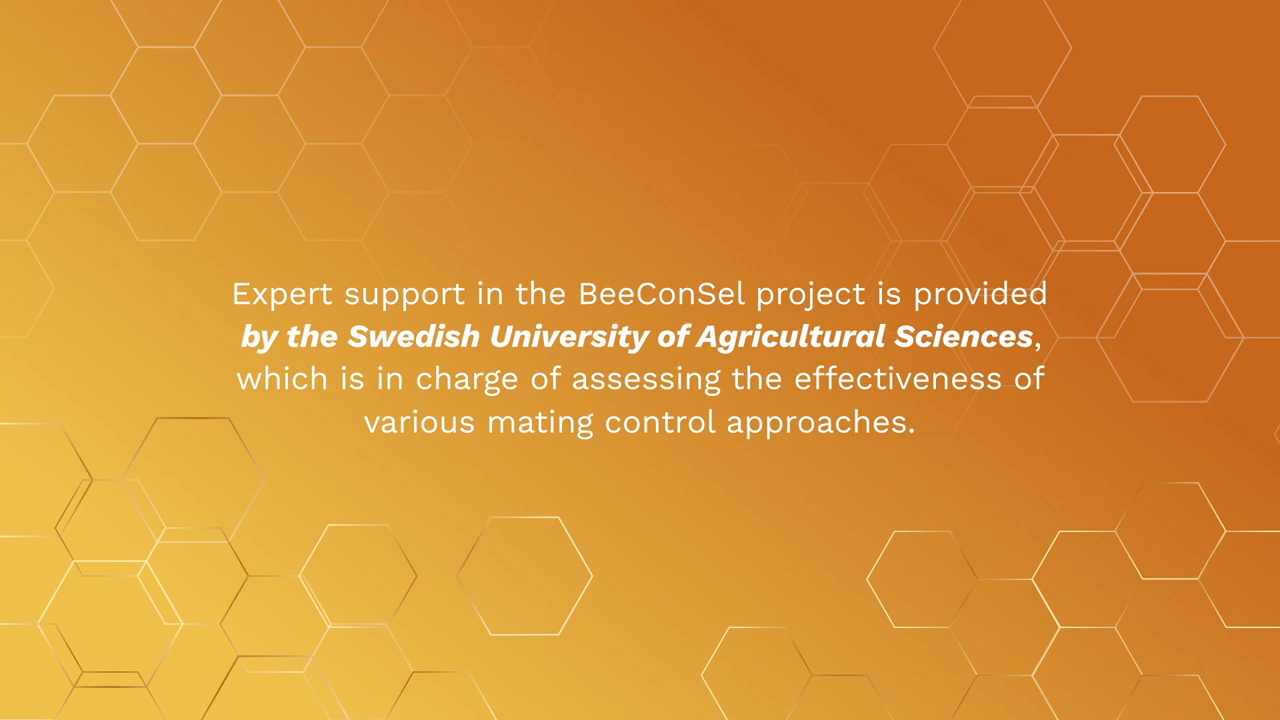 Expert support in the BeeConSel project is provided
by the Swedish University of Agricultural Sciences,
which is in charge of assessing the effectiveness of
various mating control approaches.